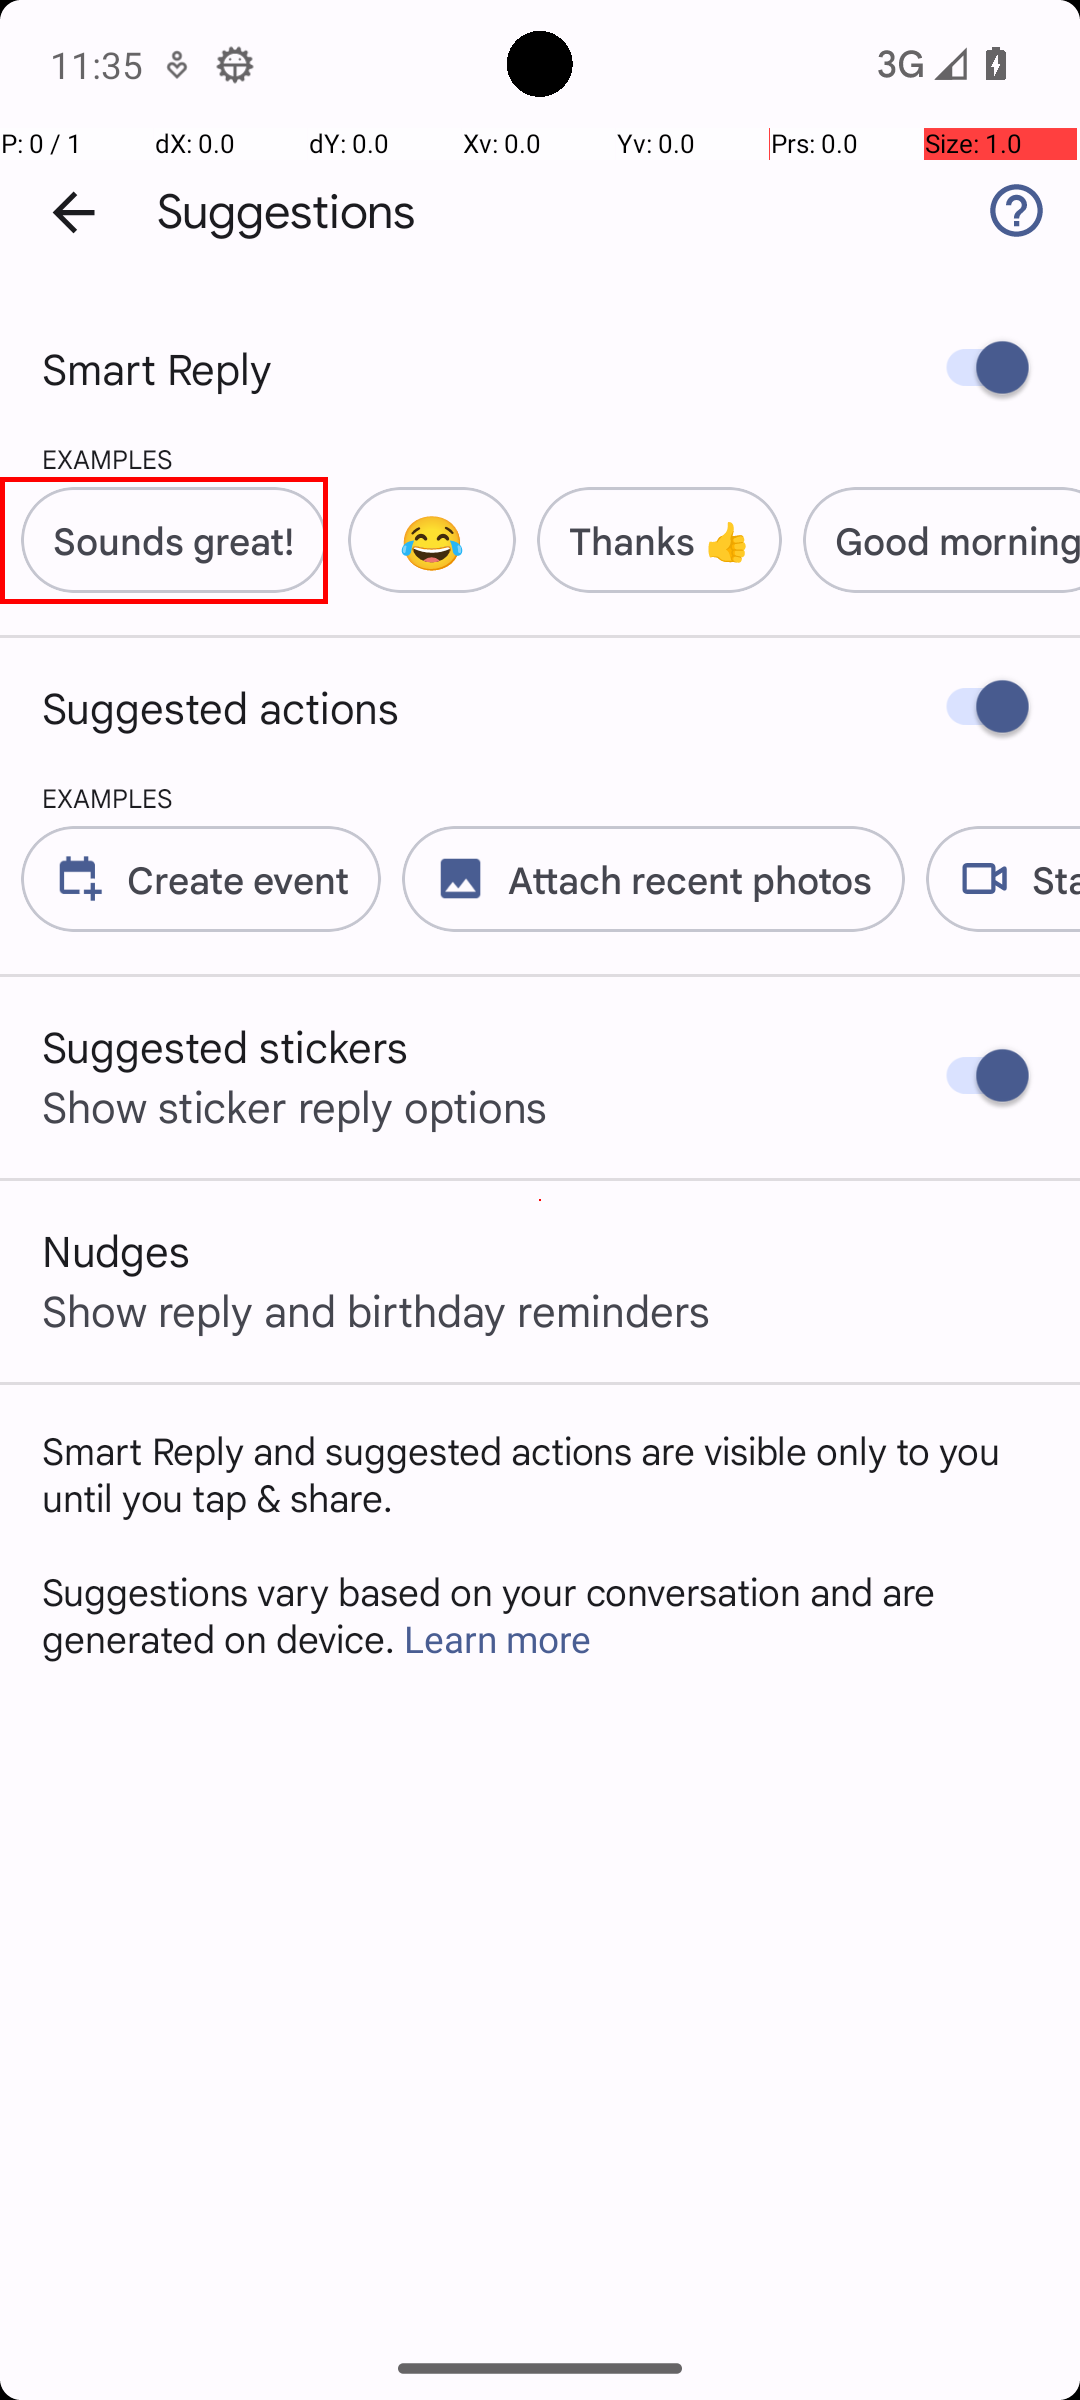 11:35
3G
P: 0 / 1 dX: 0.0 dY: 0.0 Xv: 0.0 Yv: 0.0 Prs: 0.0 Size: 1.0
Suggestions
Smart Reply
EXAMPLES
Sounds great! 😂 Thanks 👍 Good morning
Suggested actions
EXAMPLES
Create event Attach recent photos Sta
Suggested stickers
Show sticker reply options
Nudges
Show reply and birthday reminders
Smart Reply and suggested actions are visible only to you
until you tap & share.
Suggestions vary based on your conversation and are
generated on device. Learn more